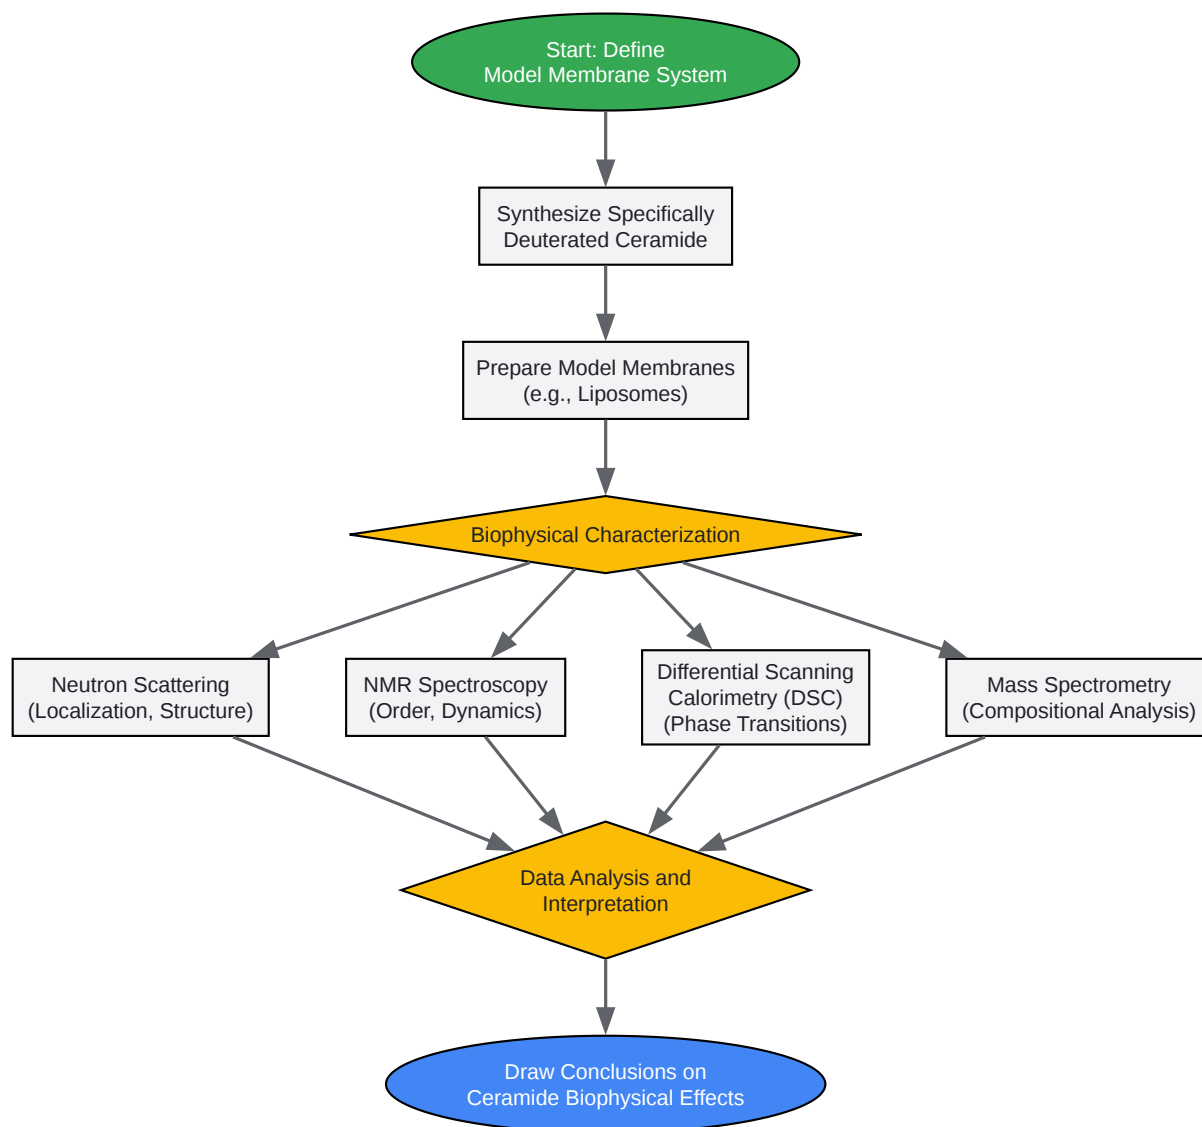 Start: Define
Model Membrane System
Synthesize Specifically
Deuterated Ceramide
Prepare Model Membranes
(e.g., Liposomes)
Biophysical Characterization
Neutron Scattering
(Localization, Structure)
NMR Spectroscopy
(Order, Dynamics)
Differential Scanning
Calorimetry (DSC)
(Phase Transitions)
Mass Spectrometry
(Compositional Analysis)
Data Analysis and
Interpretation
Draw Conclusions on
Ceramide Biophysical Effects